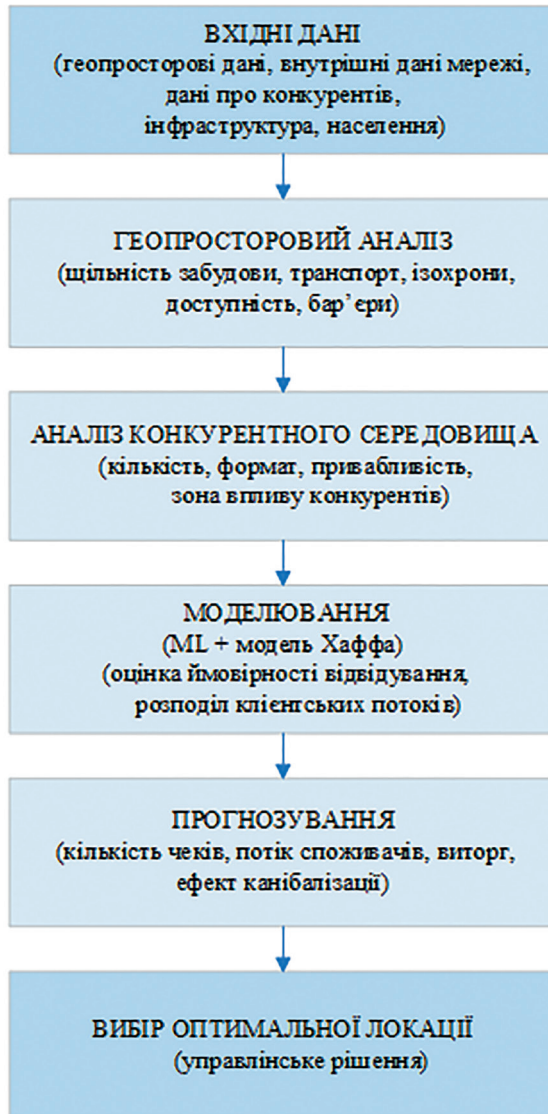 ВХІДНІ ДАНІ
(геопросторові дані, внутрішні дані мережі,
дані про конкурентів,
інфраструктура, населення)
ГЕОПРОСТОРОВИЙ АНАЛІЗ
(щільність забудови, транспорт, ізохрони,
доступність, бар’єри)
АНАЛІЗ КОНКУРЕНТНОГО СЕРЕДОВИЩА
(кількість, формат, привабливість,
зона впливу конкурентів)
МОДЕЛЮВАННЯ
(ML + модель Хаффа)
(оцінка ймовірності відвідування,
розподіл клієнтських потоків)
ПРОГНОЗУВАННЯ
(кількість чеків, потік споживачів, виторг,
ефект канібалізації)
ВИБІР ОПТИМАЛЬНОЇ ЛОКАЦІЇ
(управлінське рішення)